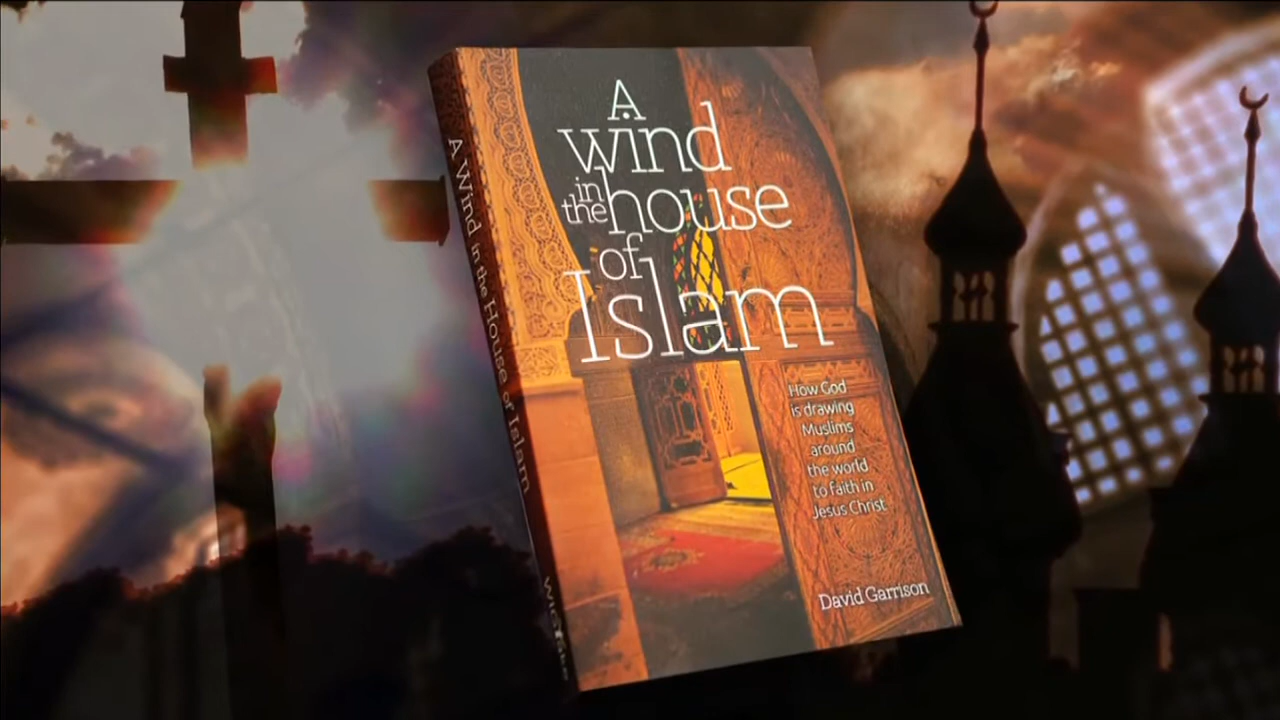 A
wind
in
the house
of
Islam
How God
is drawing
Muslims
around
the world
to faith in
Jesus Christ
David Garrison
A Wind in the House of Islam